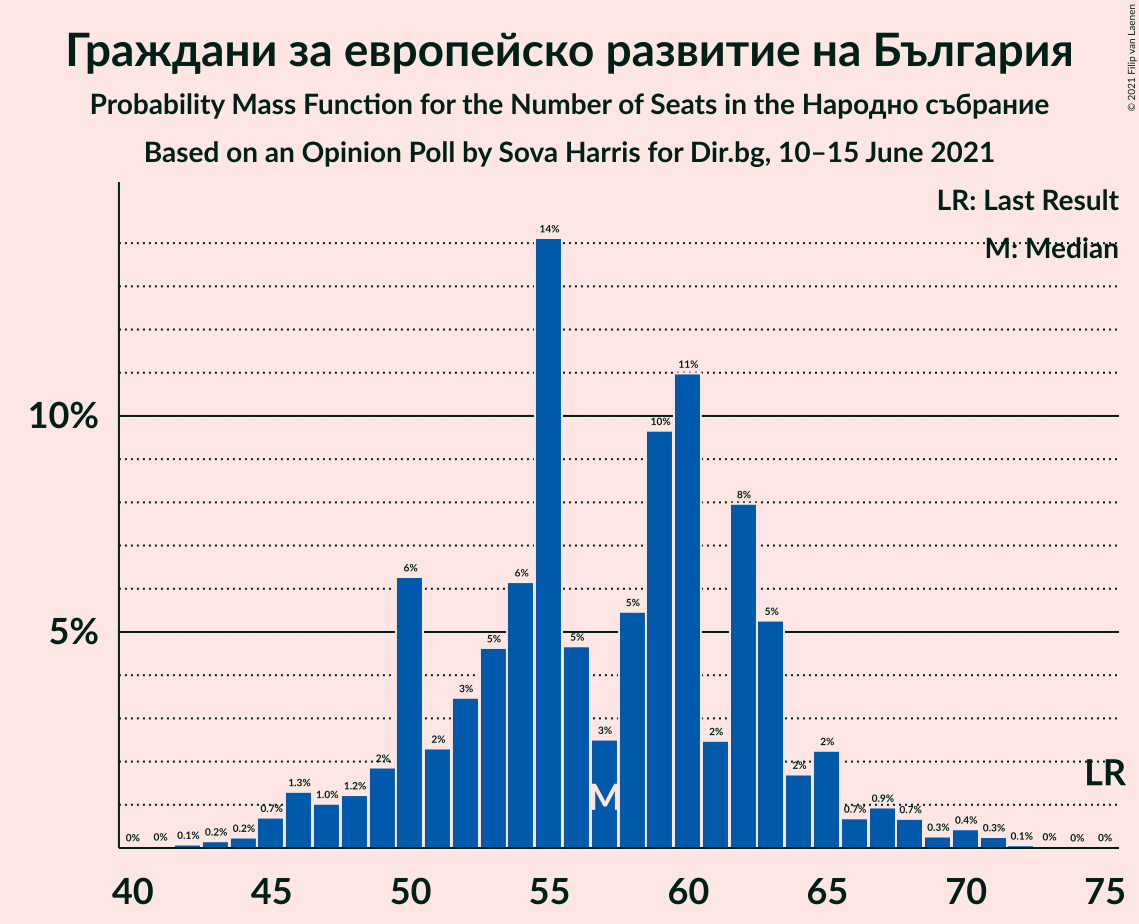 Граждани за европейско развитие на България
Probability Mass Function for the Number of Seats in the Народно събрание
Based on an Opinion Poll by Sova Harris for Dir.bg, 10–15 June 2021
© 2021 Filip van Laenen
LR: Last Result
M: Median
10%
5%
0% 0% 0.1% 0.2% 0.2% 0.7% 1.3% 1.0% 1.2% 2% 6% 2% 3% 5% 6% 14% 5% 3% 5% 10% 11% 2% 8% 5% 2% 2% 0.7% 0.9% 0.7% 0.3% 0.4% 0.3% 0.1% 0% 0% 0%
M
LR
40 45 50 55 60 65 70 75